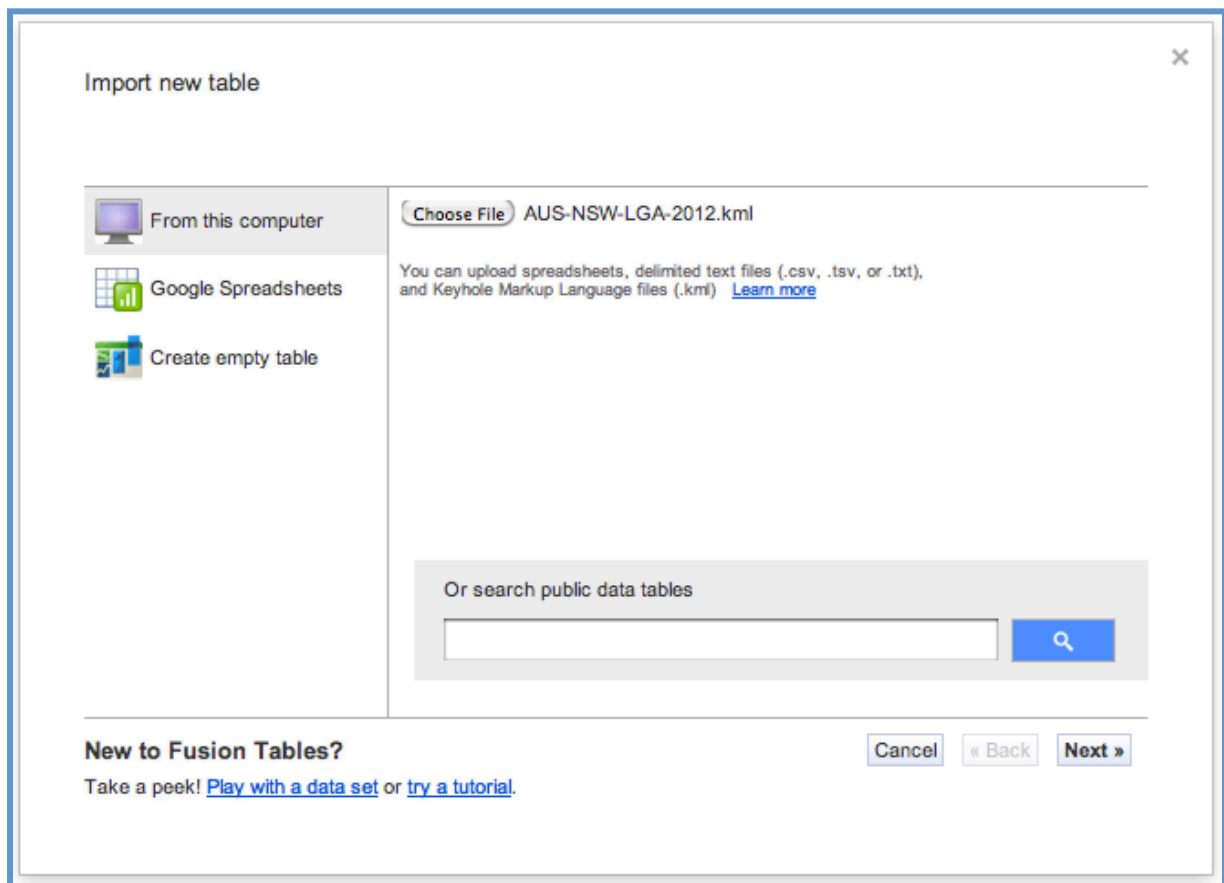 ×
Import new table
From this computer
Choose File AUS-NSW-LGA-2012.kml
You can upload spreadsheets, delimited text files (.csv, .tsv, or .txt),
and Keyhole Markup Language files (.kml) Learn more
Google Spreadsheets
Create empty table
Or search public data tables
New to Fusion Tables?
Cancel « Back Next »
Take a peek! Play with a data set or try a tutorial.